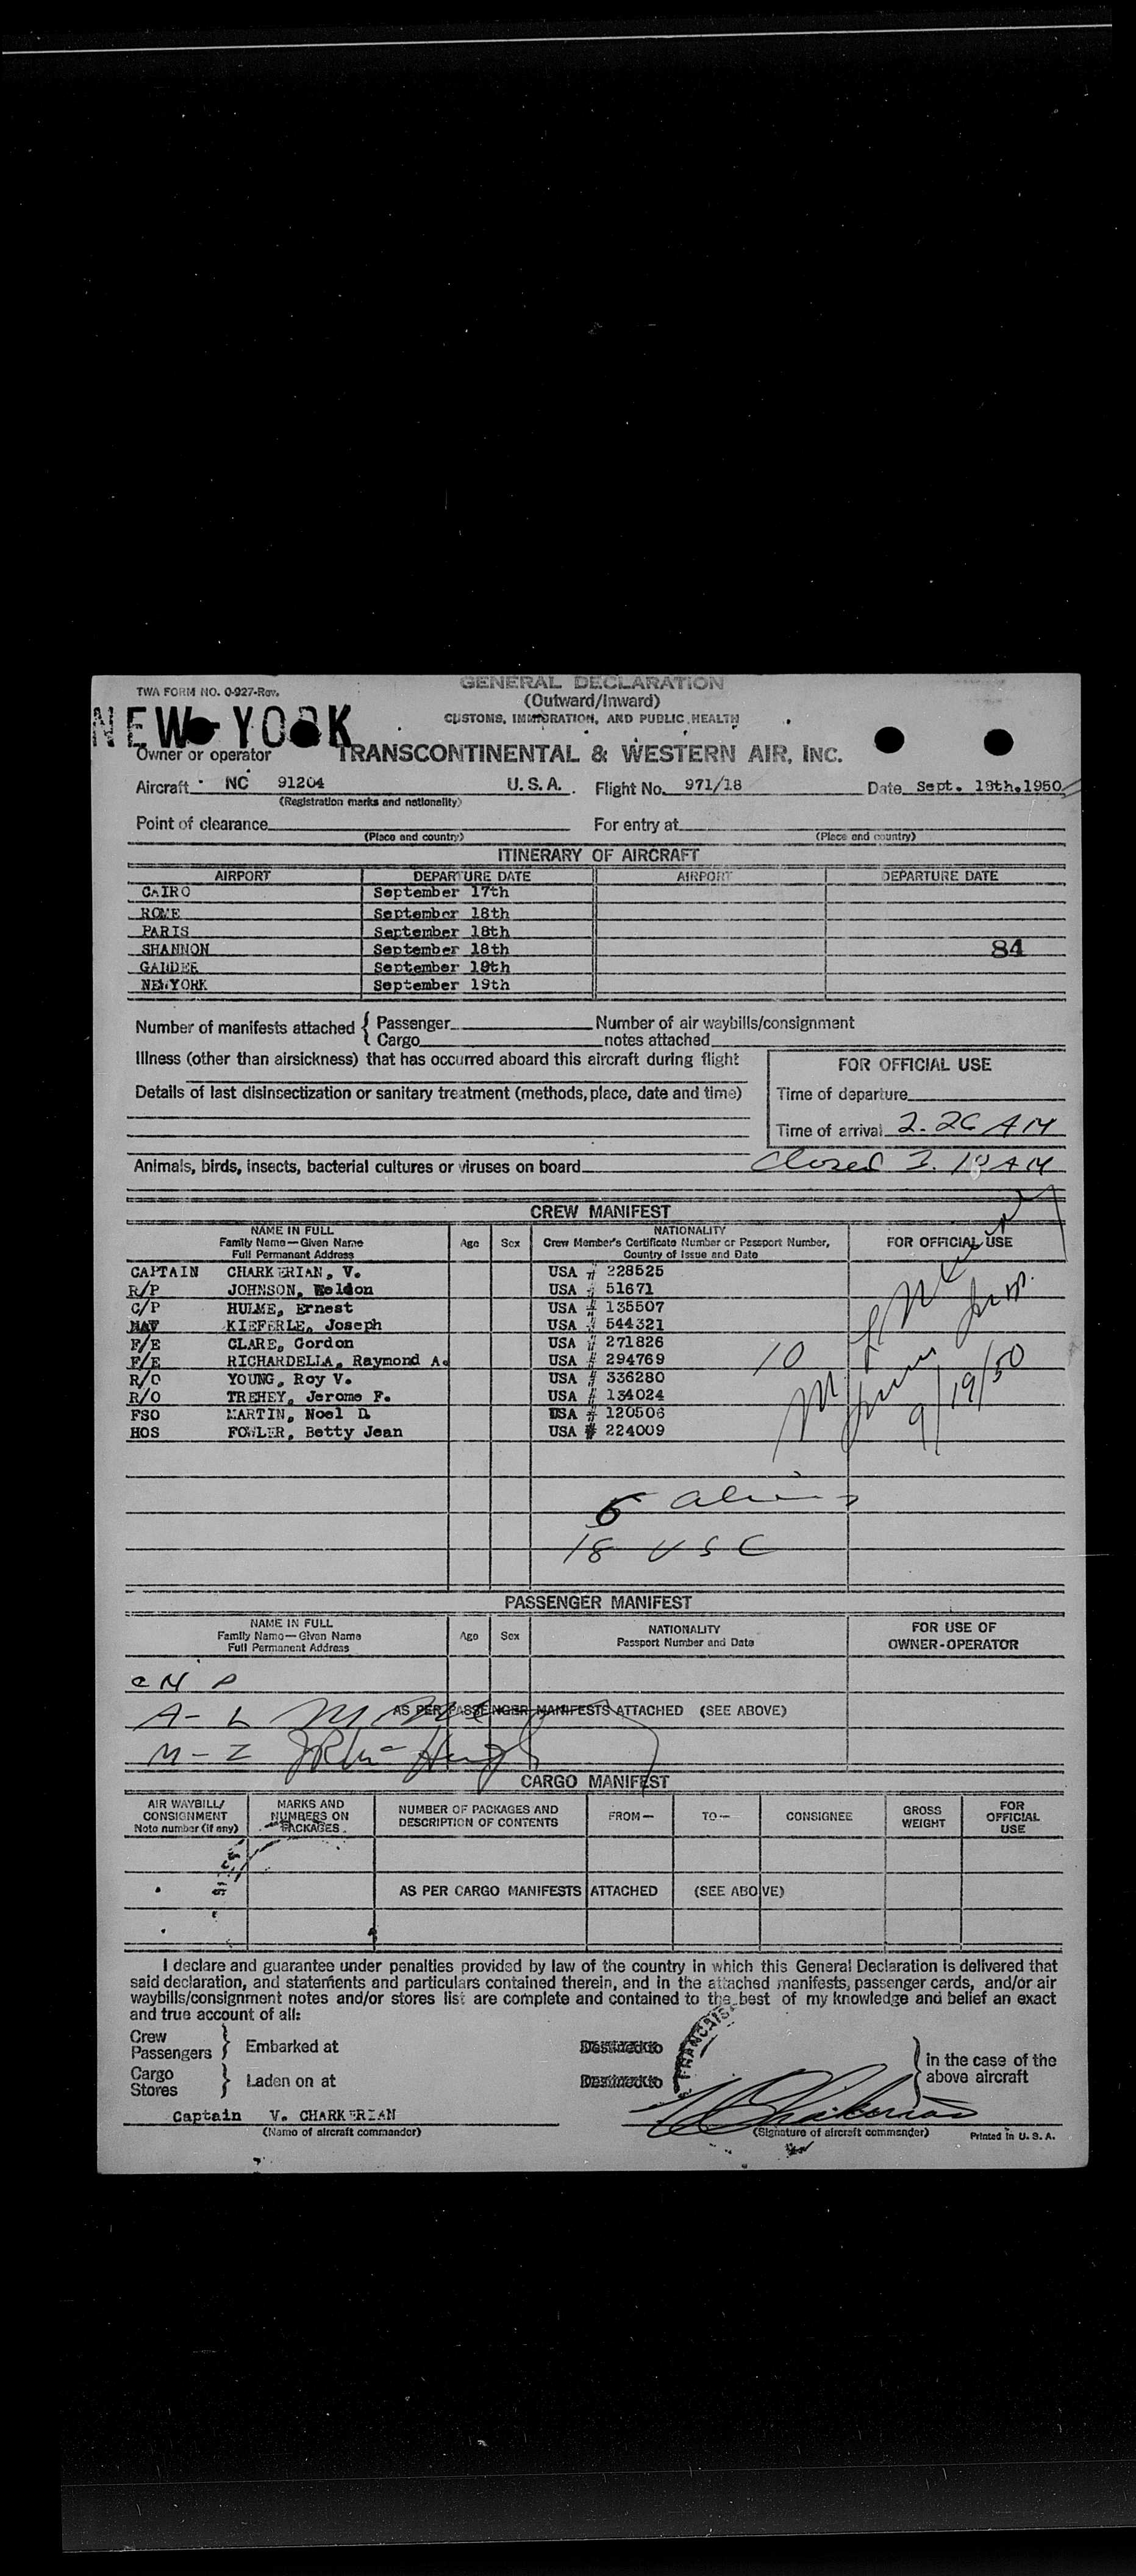 TWA FORM NO. 0-927-Rev.
GENERAL DECLARATION
(Outward/Inward)
CUSTOMS, IMMIGRATION, AND PUBLIC HEALTH
NEW YORK
Owner or operator TRANSCONTINENTAL & WESTERN AIR, INC.
Aircraft NC 91204 U.S.A. Flight No. 971/18 Date Sept. 18th, 1950
(Registration marks and nationality)
Point of clearance For entry at
(Place and country) (Place and country)
ITINERARY OF AIRCRAFT
AIRPORT DEPARTURE DATE AIRPORT DEPARTURE DATE
CAIRO September 17th
ROME September 18th
PARIS September 18th
SHANNON September 18th 84
GANDER September 19th
NEW YORK September 19th
Number of manifests attached { Passenger Number of air waybills/consignment
Cargo notes attached
Illness (other than airsickness) that has occurred aboard this aircraft during flight
FOR OFFICIAL USE
Details of last disinsectization or sanitary treatment (methods, place, date and time)
Time of departure
Time of arrival 2.26 AM
Animals, birds, insects, bacterial cultures or viruses on board Closed 3. AM
CREW MANIFEST
NAME IN FULL Family Name—Given Name Full Permanent Address Age Sex NATIONALITY Crew Member's Certificate Number or Passport Number, Country of Issue and Date FOR OFFICIAL USE
CAPTAIN CHARKERIAN, V. USA # 228525
R/P JOHNSON, Weldon USA # 51671
C/P HULME, Ernest USA # 135507
NAV KIEFERLE, Joseph USA # 544321
F/E CLARE, Gordon USA # 271826
F/E RICHARDELLA, Raymond A. USA # 294769 10
R/O YOUNG, Roy V. USA # 336280
R/O TREHEY, Jerome F. USA # 134024 9/19/50
FSO MARTIN, Noel D. USA # 120506
HOS FOWLER, Betty Jean USA # 224009
6 aliens
18 USC
PASSENGER MANIFEST
NAME IN FULL Family Name—Given Name Full Permanent Address Age Sex NATIONALITY Passport Number and Date FOR USE OF OWNER-OPERATOR
A-L AS PER PASSENGER MANIFESTS ATTACHED (SEE ABOVE)
M-Z
CARGO MANIFEST
AIR WAYBILL/ CONSIGNMENT Note number (if any) MARKS AND NUMBERS ON PACKAGES NUMBER OF PACKAGES AND DESCRIPTION OF CONTENTS FROM— TO— CONSIGNEE GROSS WEIGHT FOR OFFICIAL USE
AS PER CARGO MANIFESTS ATTACHED (SEE ABOVE)
I declare and guarantee under penalties provided by law of the country in which this General Declaration is delivered that
said declaration, and statements and particulars contained therein, and in the attached manifests, passenger cards, and/or air
waybills/consignment notes and/or stores list are complete and contained to the best of my knowledge and belief an exact
and true account of all:
Crew
Passengers } Embarked at Destined to
FRANCAIS
Cargo
Stores } Laden on at Destined to
} in the case of the above aircraft
Captain V. CHARKERIAN V Charkerian
(Name of aircraft commander) (Signature of aircraft commander) Printed in U. S. A.